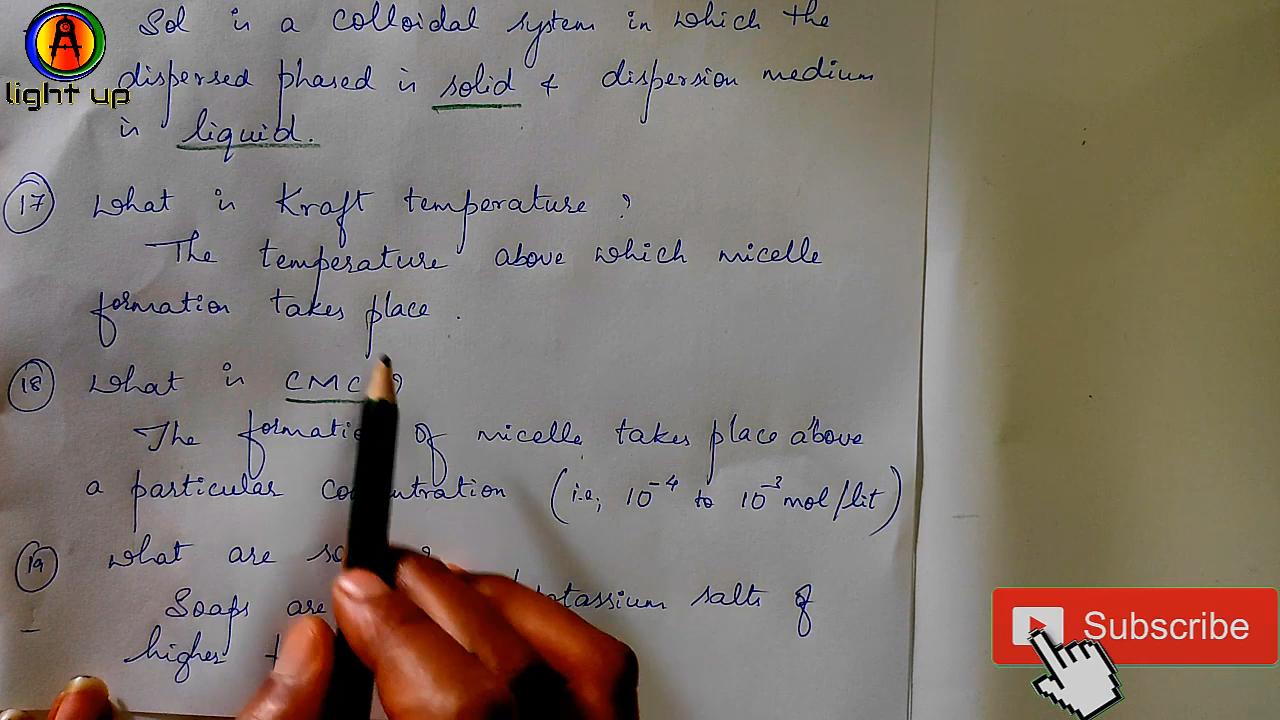 Sol is a colloidal system in which the
dispersed phased is solid & dispersion medium
is liquid.
light up
17 What is Kraft temperature ?
The temperature above which micelle
formation takes place.
18 What is CMC ?
The formation of micelle takes place above
a particular concentration (i.e; 10⁻⁴ to 10⁻³ mol/lit)
19 What are ?
Soaps are potassium salts of
higher
Subscribe